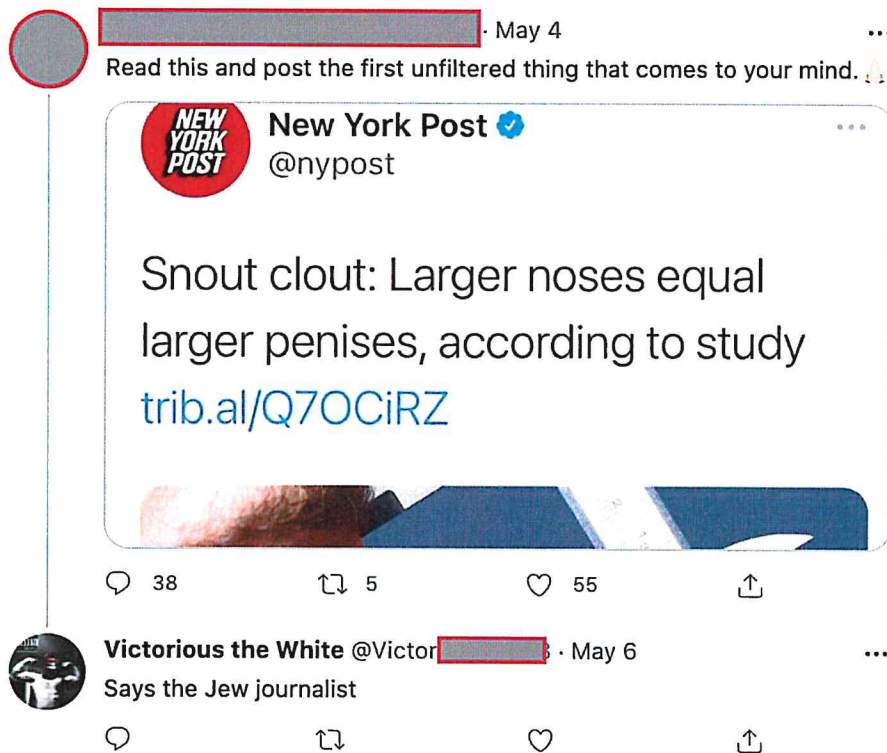 · May 4
Read this and post the first unfiltered thing that comes to your mind.
NEW
YORK
POST
New York Post
@nypost
Snout clout: Larger noses equal
larger penises, according to study
trib.al/Q7OCiRZ
38 5 55
Victorious the White @Victor · May 6
Says the Jew journalist